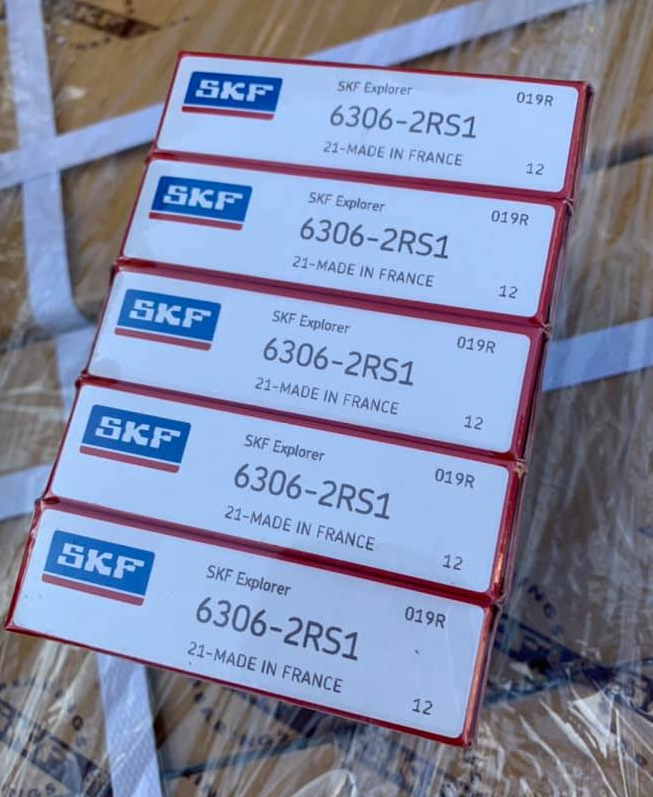 SKF
SKF Explorer
019R
6306-2RS1
21-MADE IN FRANCE
12
SKF
SKF Explorer
019R
6306-2RS1
21-MADE IN FRANCE
12
SKF
SKF Explorer
019R
6306-2RS1
21-MADE IN FRANCE
12
SKF
SKF Explorer
019R
6306-2RS1
21-MADE IN FRANCE
12
SKF
SKF Explorer
019R
6306-2RS1
21-MADE IN FRANCE
12